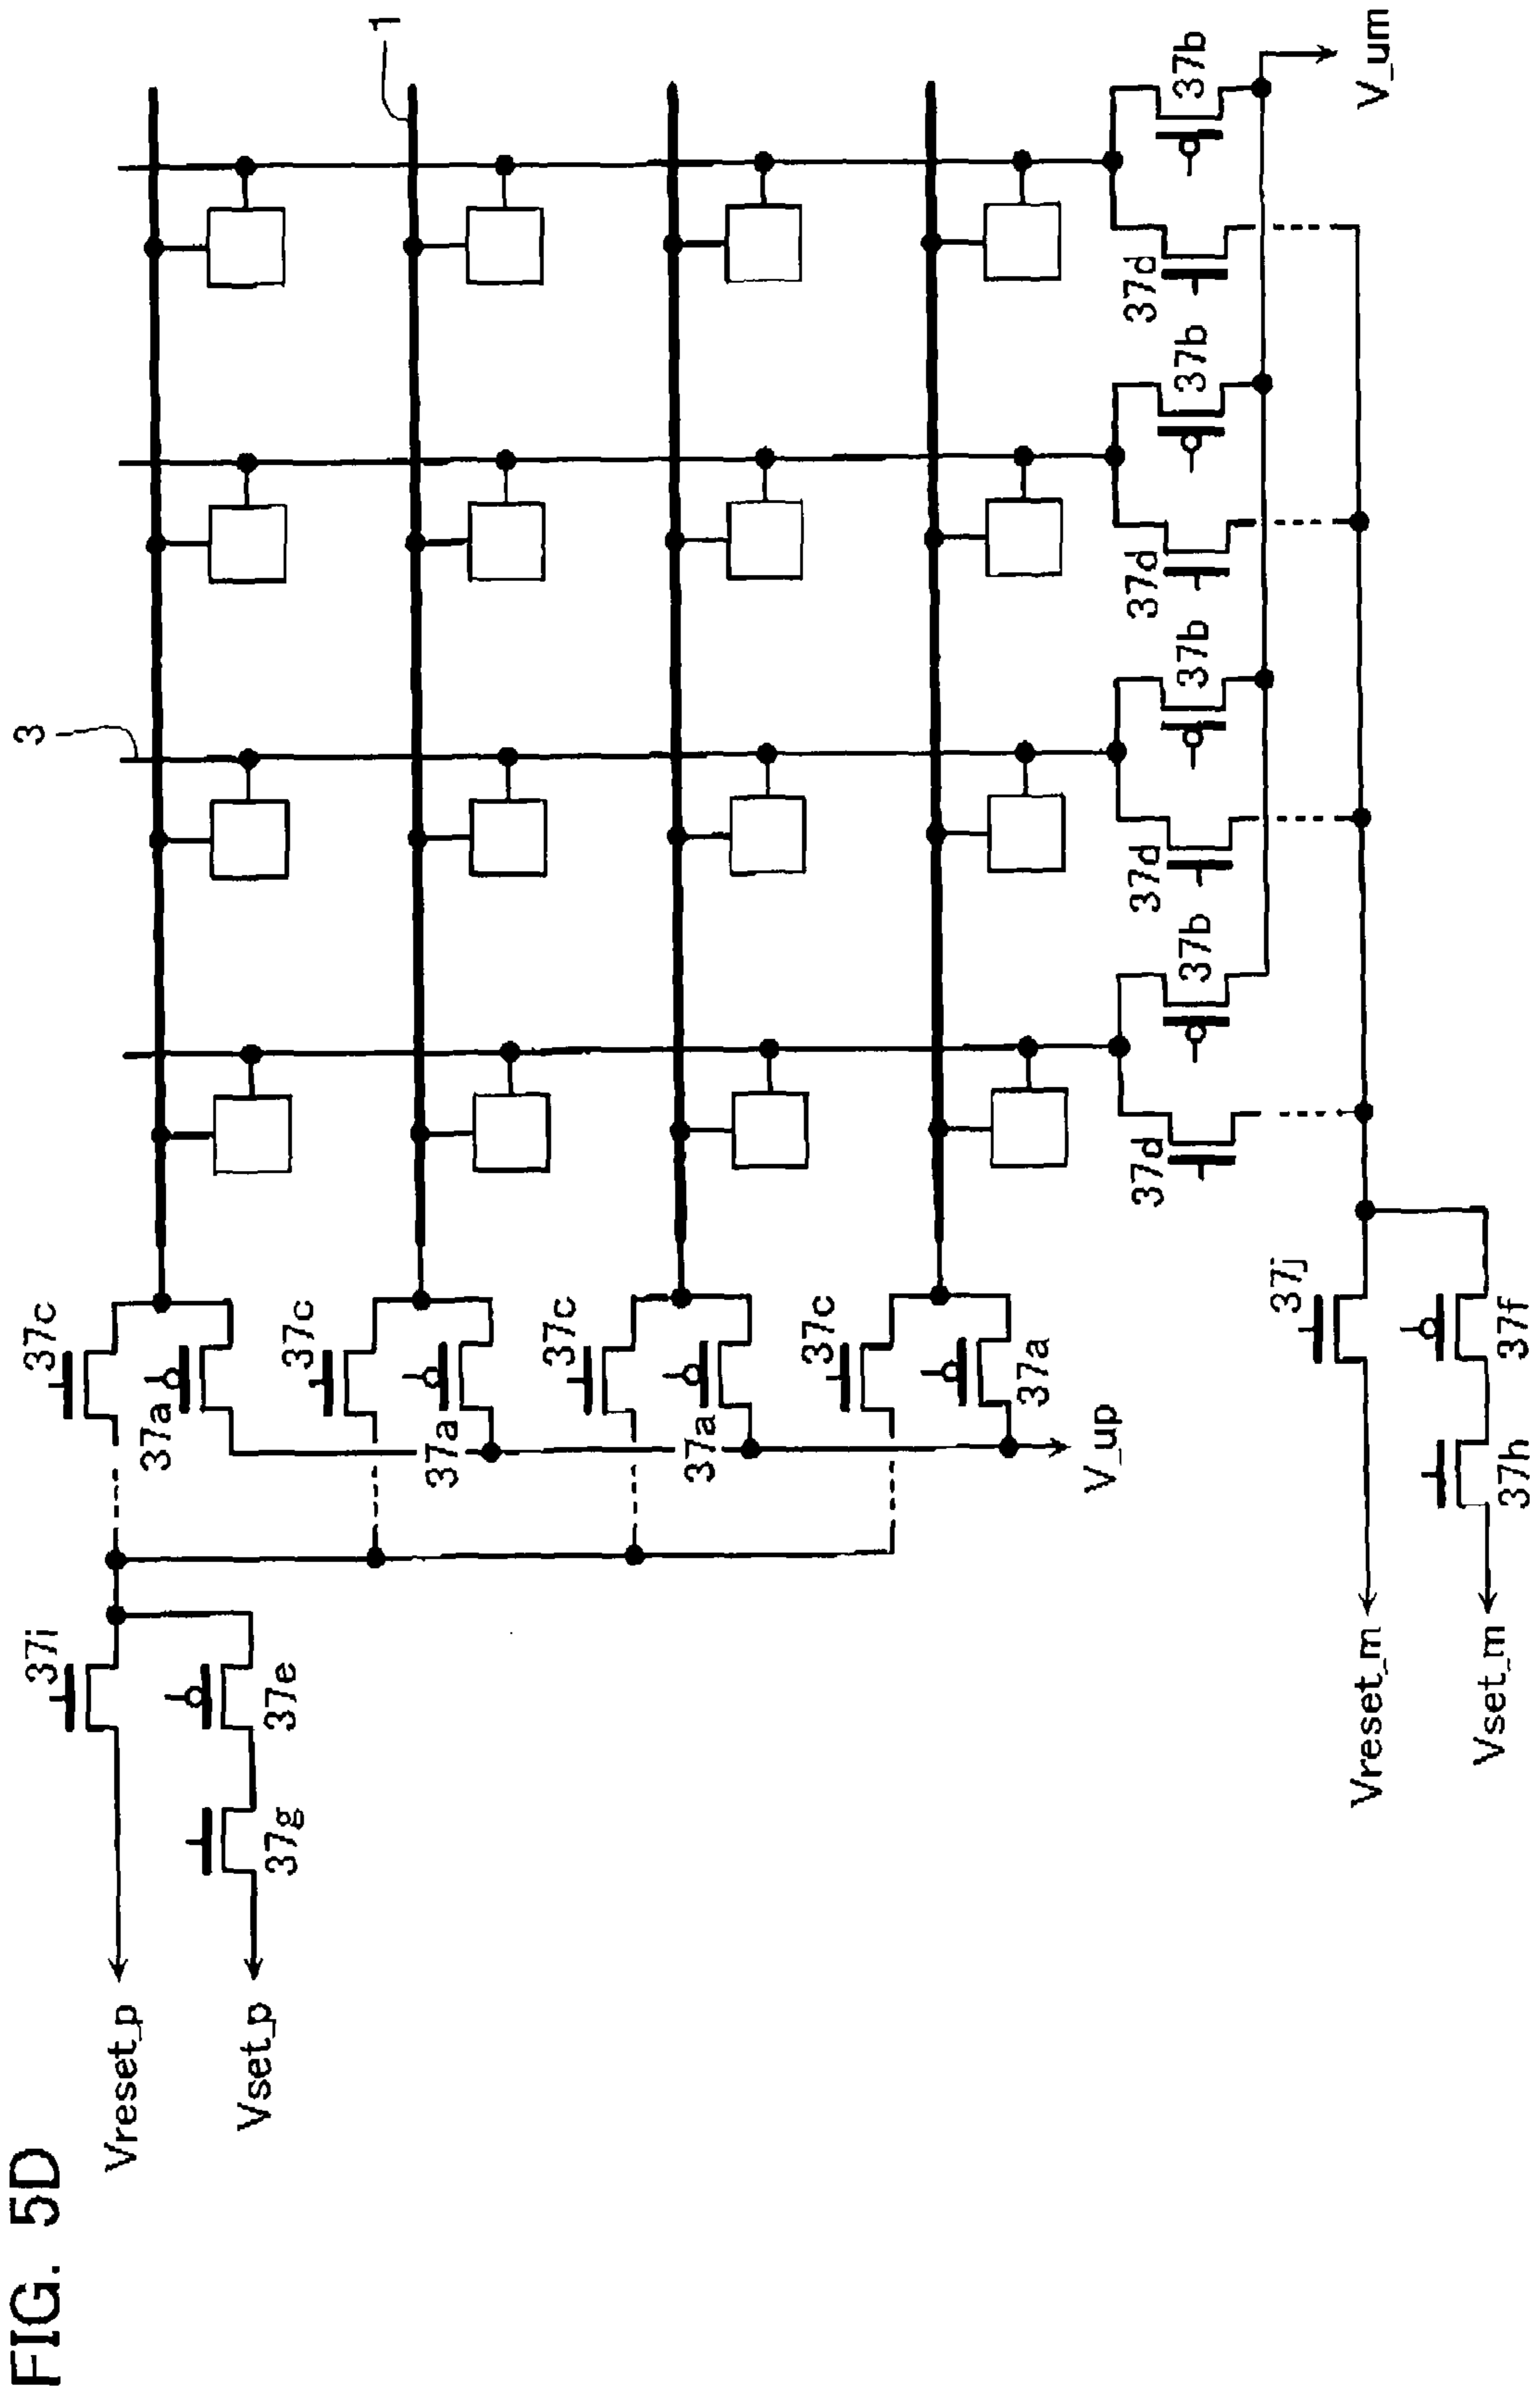 FIG. 5D
Vreset_p
Vset_p
37i
37g
37e
37c
37a
37c
37a
37c
37a
37c
37a
V_up
3
1
37d
37b
37d
37b
37d
37b
37d
37b
V_um
37j
37h
37f
Vreset_m
Vset_m